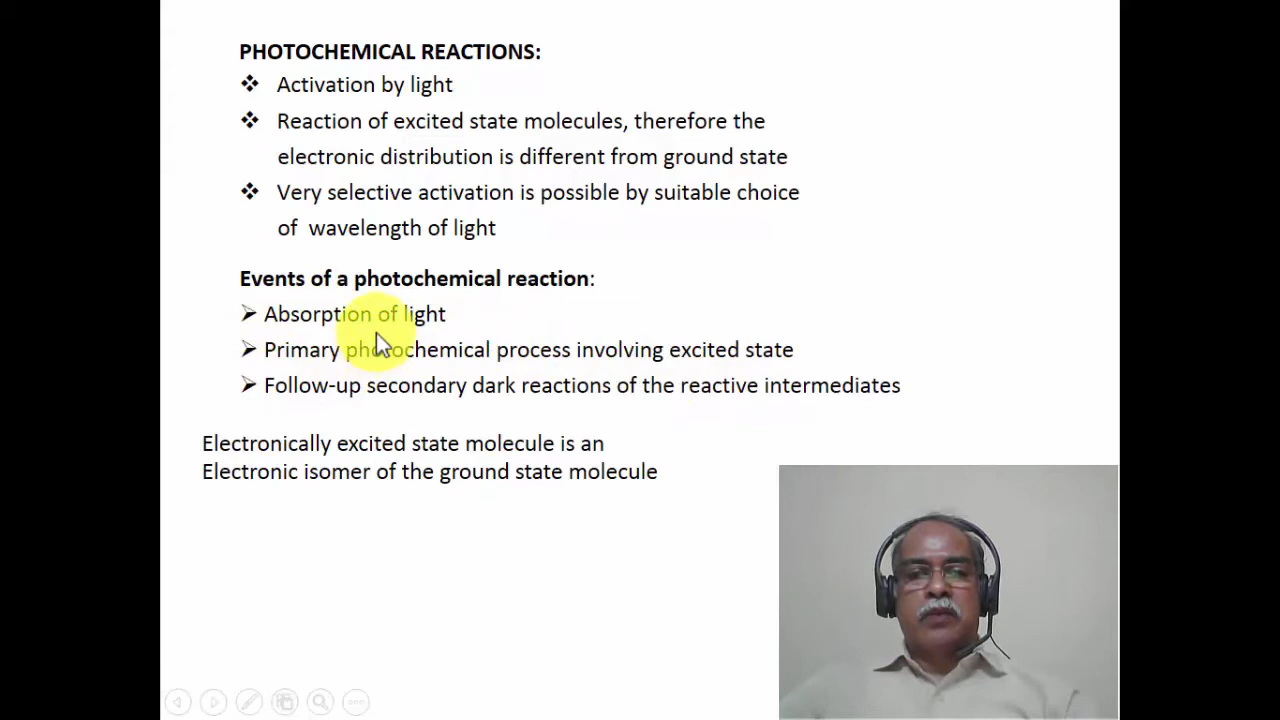 PHOTOCHEMICAL REACTIONS:
❖ Activation by light
❖ Reaction of excited state molecules, therefore the
electronic distribution is different from ground state
❖ Very selective activation is possible by suitable choice
of wavelength of light
Events of a photochemical reaction:
➢ Absorption of light
➢ Primary photochemical process involving excited state
➢ Follow-up secondary dark reactions of the reactive intermediates
Electronically excited state molecule is an
Electronic isomer of the ground state molecule